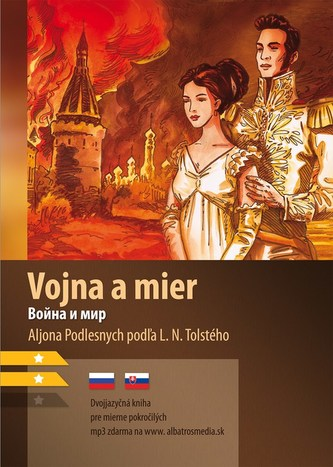 Vojna a mier
Война и мир
Aljona Podlesnych podľa L. N. Tolstého
Dvojjazyčná kniha
pre mierne pokročilých
mp3 zdarma na www. albatrosmedia.sk